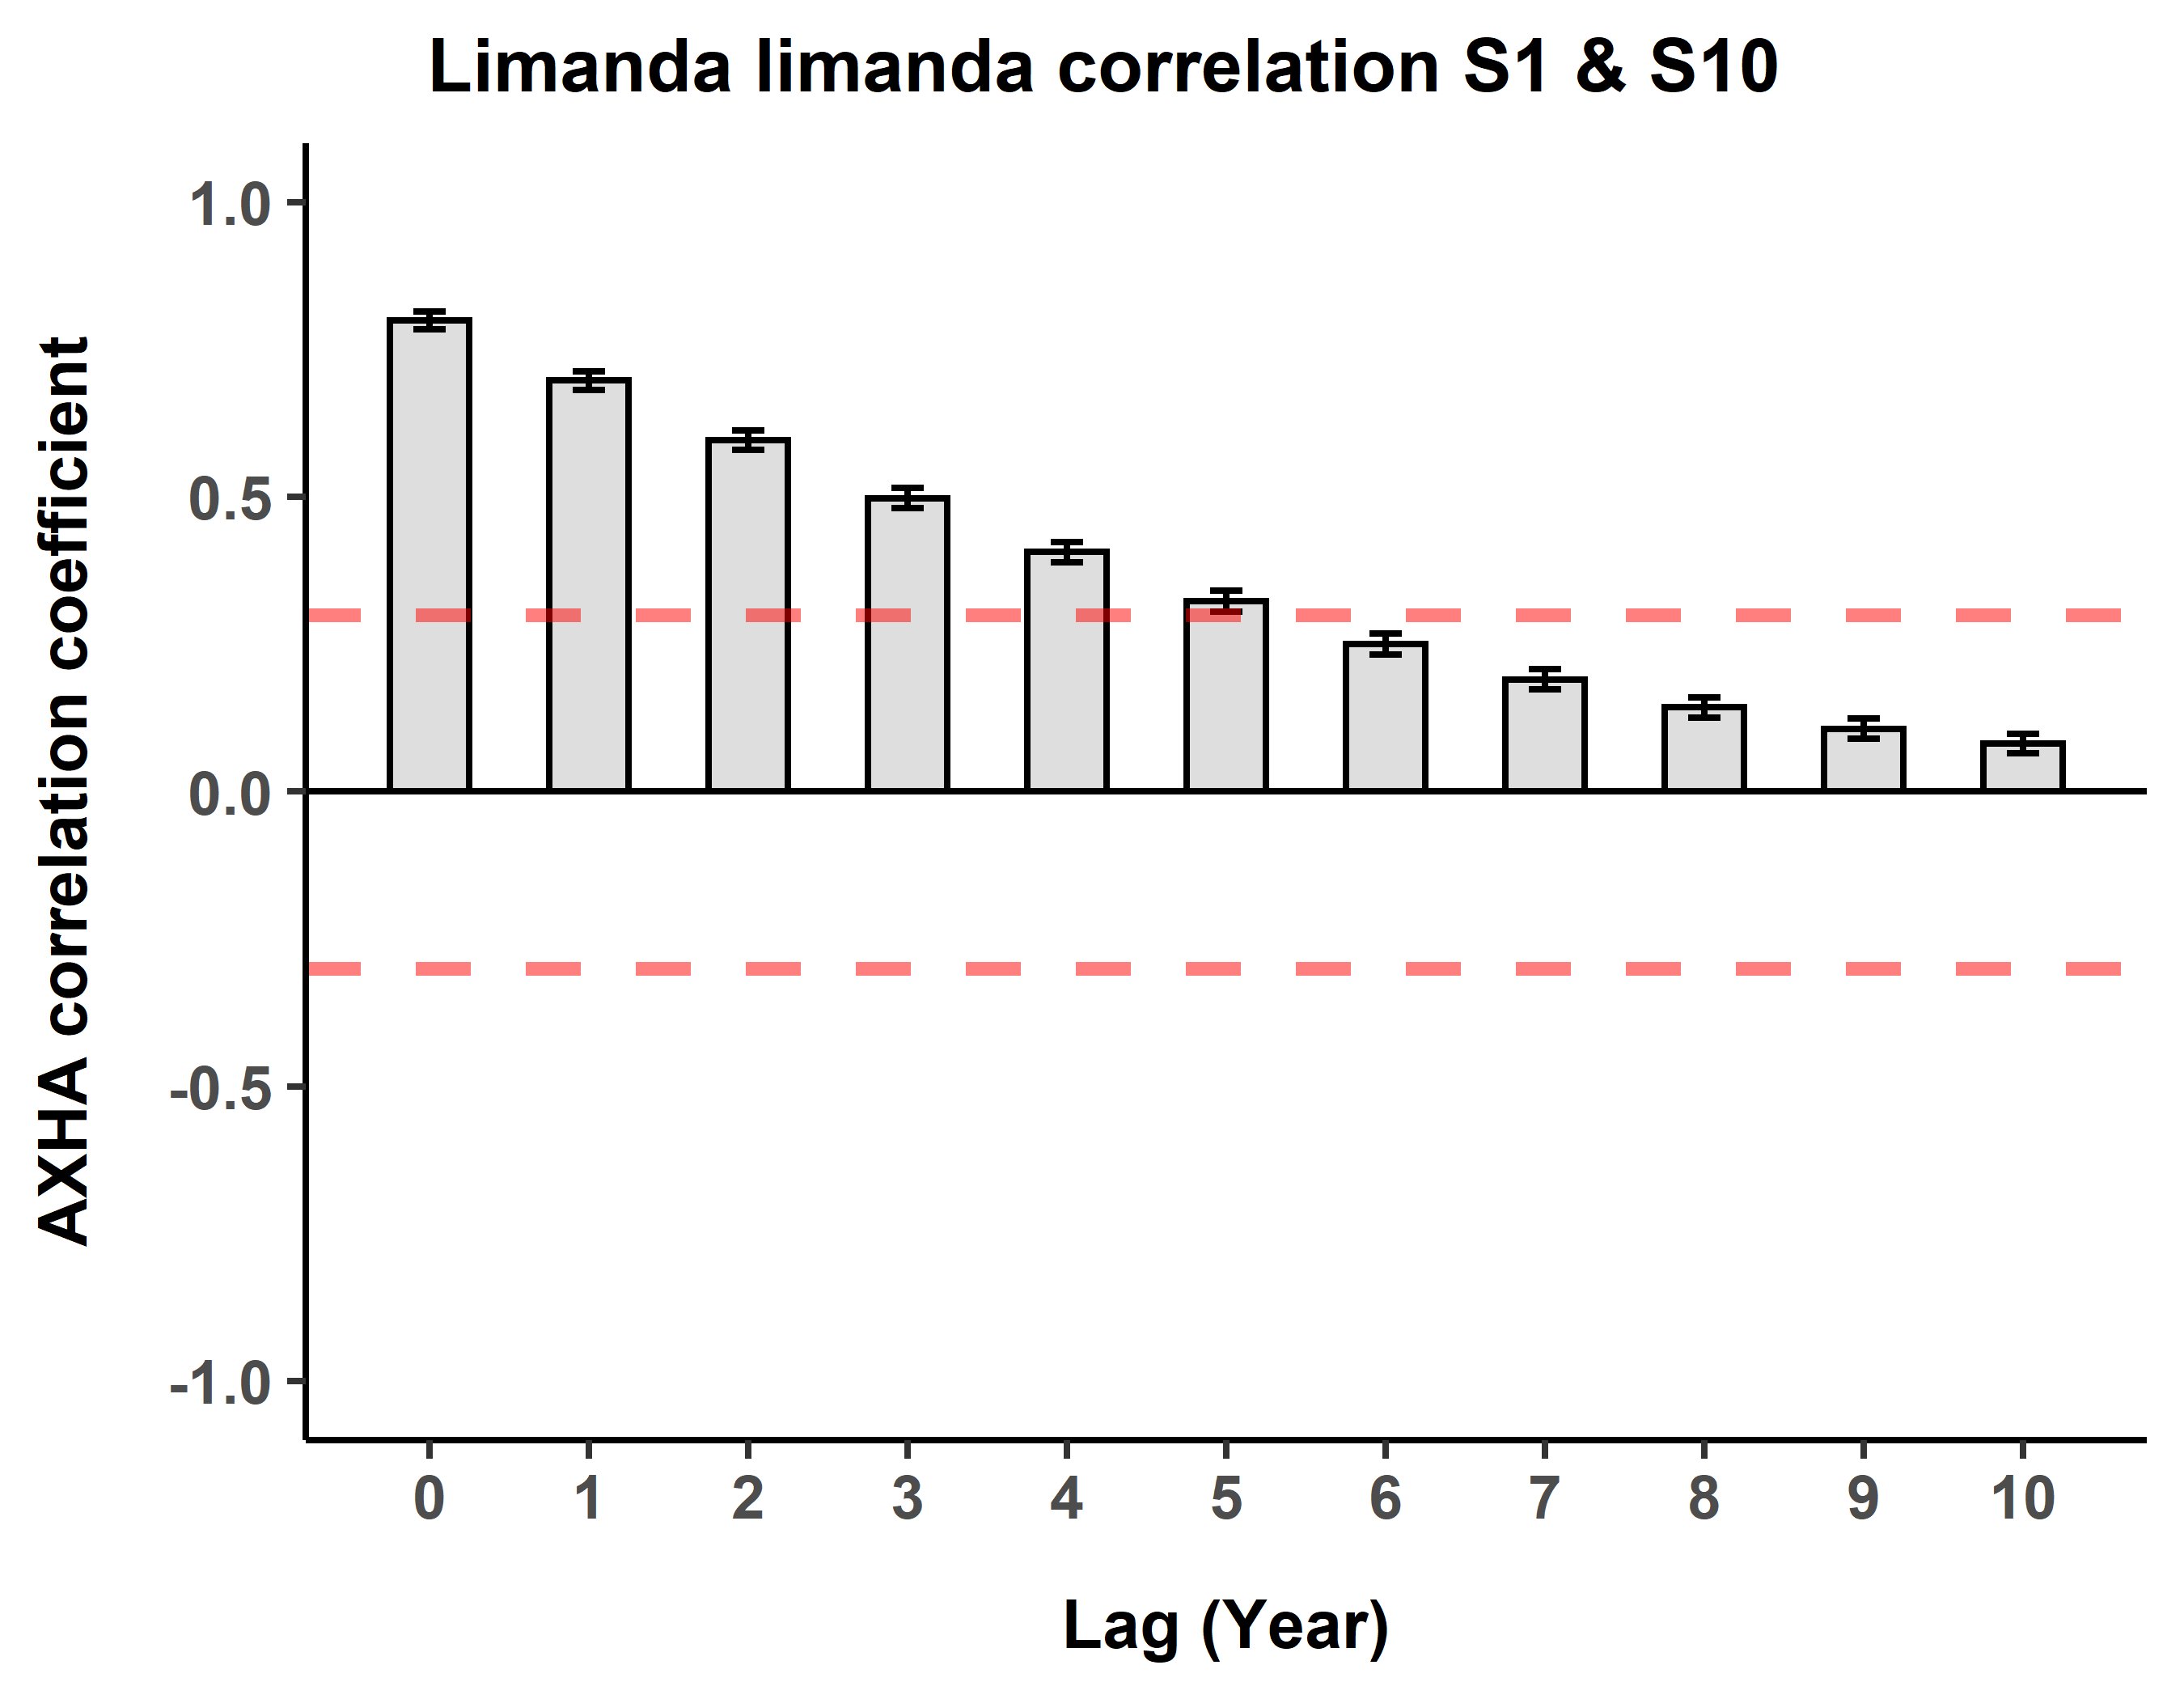 Limanda limanda correlation S1 & S10
AXHA correlation coefficient
1.0
0.5
0.0
-0.5
-1.0
0 1 2 3 4 5 6 7 8 9 10
Lag (Year)